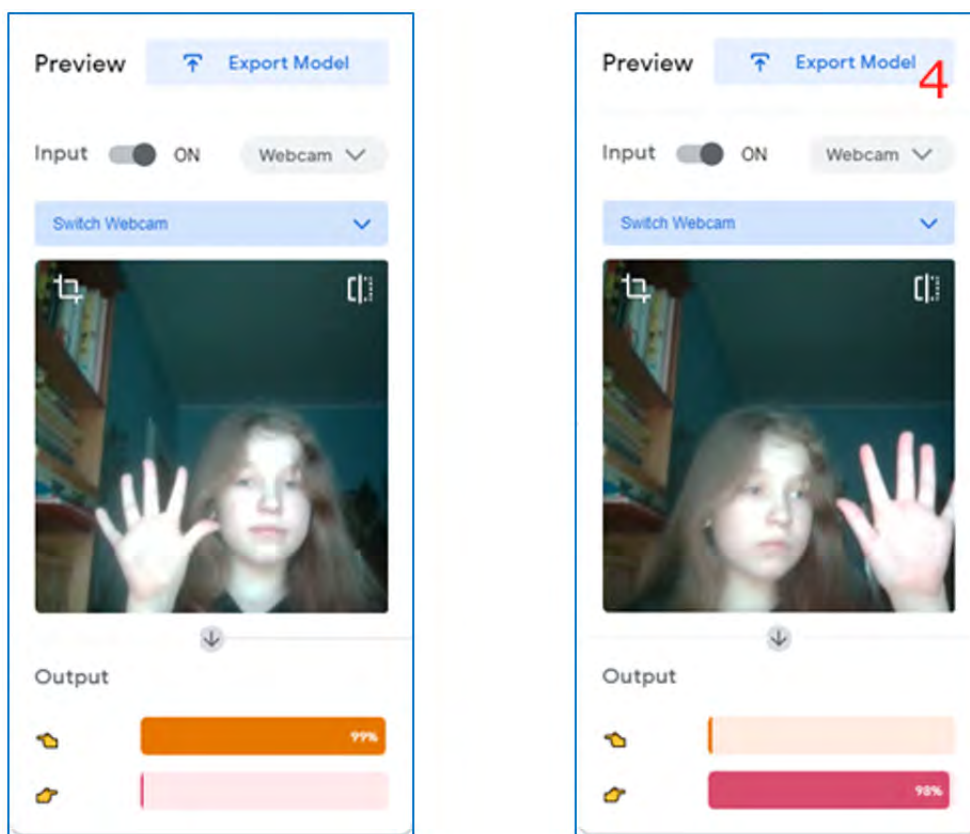 Preview Export Model
Input ON Webcam
Switch Webcam
Output
99%
Preview Export Model 4
Input ON Webcam
Switch Webcam
Output
98%